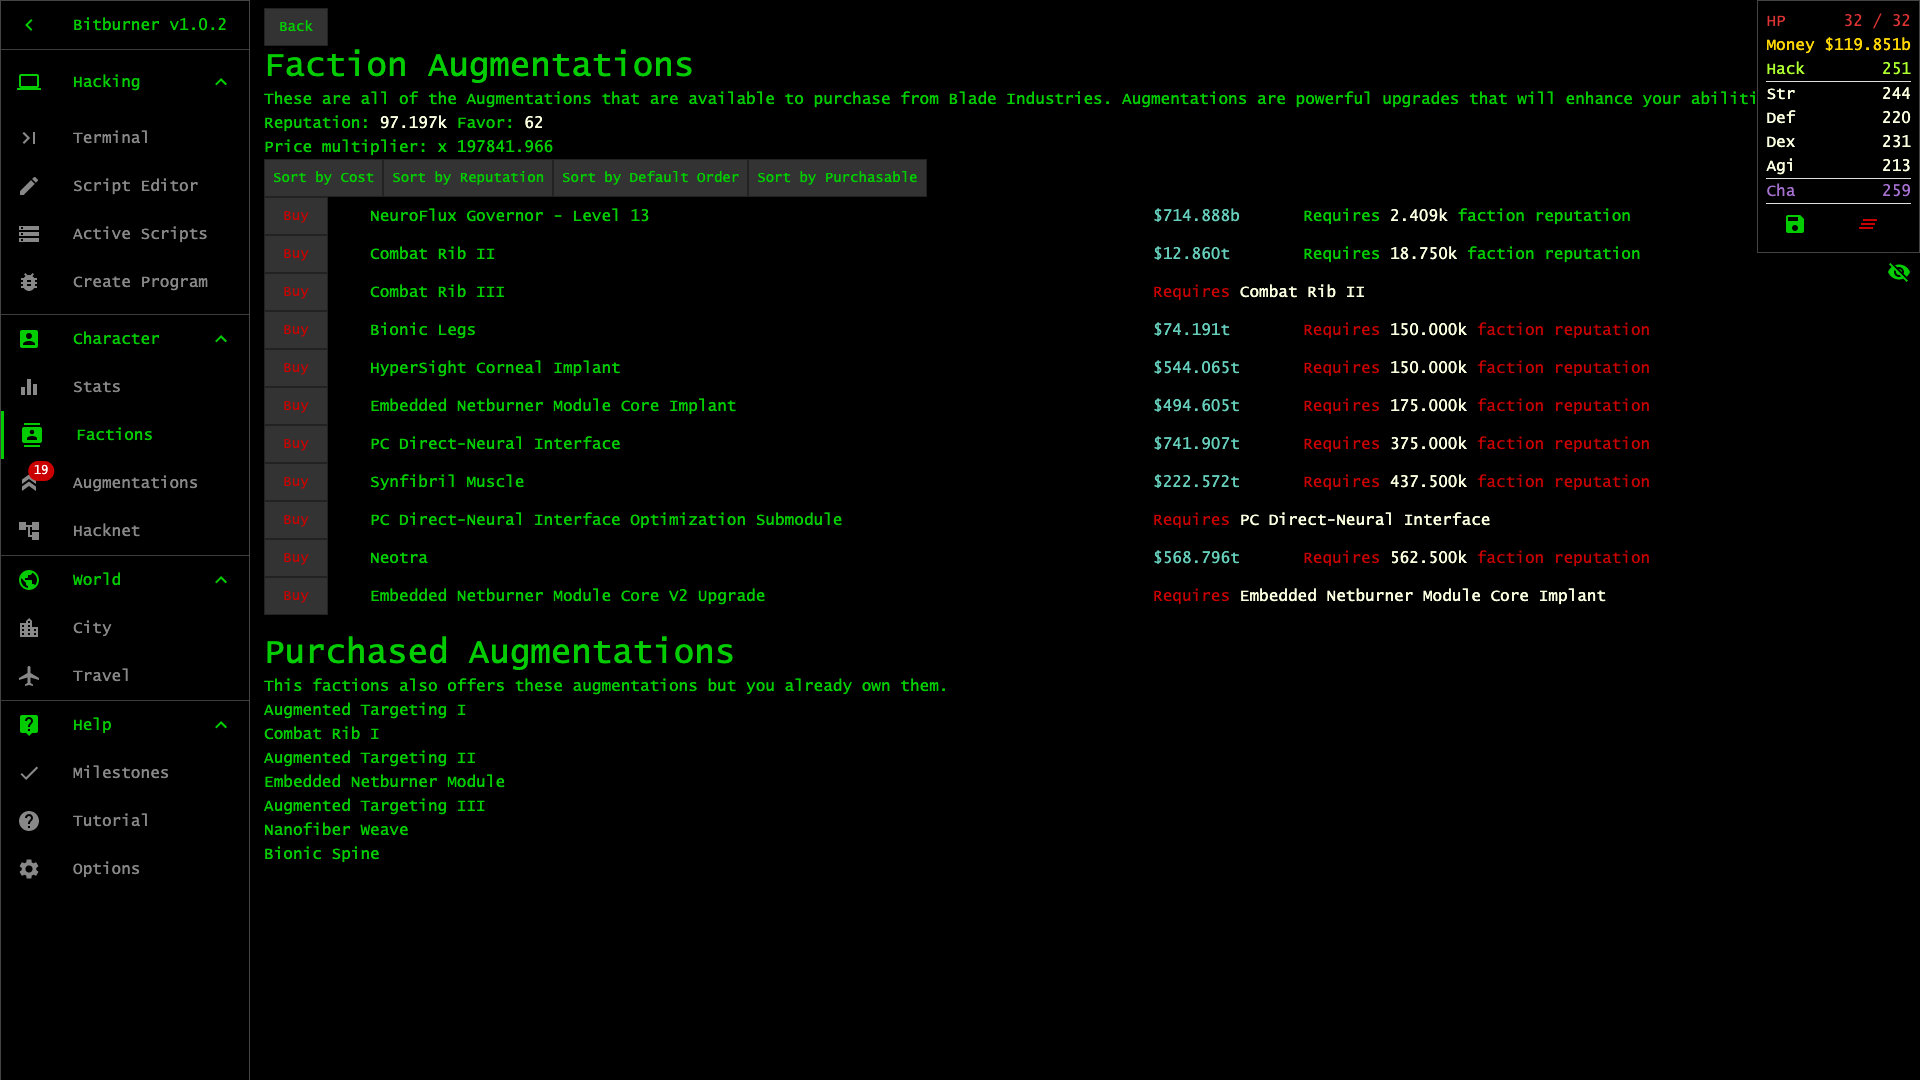 Bitburner v1.0.2
Hacking
Terminal
Script Editor
Active Scripts
Create Program
Character
Stats
Factions
19
Augmentations
Hacknet
World
City
Travel
Help
Milestones
Tutorial
Options
Back
Faction Augmentations
These are all of the Augmentations that are available to purchase from Blade Industries. Augmentations are powerful upgrades that will enhance your abiliti
Reputation: 97.197k Favor: 62
Price multiplier: x 197841.966
Sort by Cost Sort by Reputation Sort by Default Order Sort by Purchasable
Buy NeuroFlux Governor - Level 13 $714.888b Requires 2.409k faction reputation
Buy Combat Rib II $12.860t Requires 18.750k faction reputation
Buy Combat Rib III Requires Combat Rib II
Buy Bionic Legs $74.191t Requires 150.000k faction reputation
Buy HyperSight Corneal Implant $544.065t Requires 150.000k faction reputation
Buy Embedded Netburner Module Core Implant $494.605t Requires 175.000k faction reputation
Buy PC Direct-Neural Interface $741.907t Requires 375.000k faction reputation
Buy Synfibril Muscle $222.572t Requires 437.500k faction reputation
Buy PC Direct-Neural Interface Optimization Submodule Requires PC Direct-Neural Interface
Buy Neotra $568.796t Requires 562.500k faction reputation
Buy Embedded Netburner Module Core V2 Upgrade Requires Embedded Netburner Module Core Implant
Purchased Augmentations
This factions also offers these augmentations but you already own them.
Augmented Targeting I
Combat Rib I
Augmented Targeting II
Embedded Netburner Module
Augmented Targeting III
Nanofiber Weave
Bionic Spine
HP 32 / 32
Money $119.851b
Hack 251
Str 244
Def 220
Dex 231
Agi 213
Cha 259